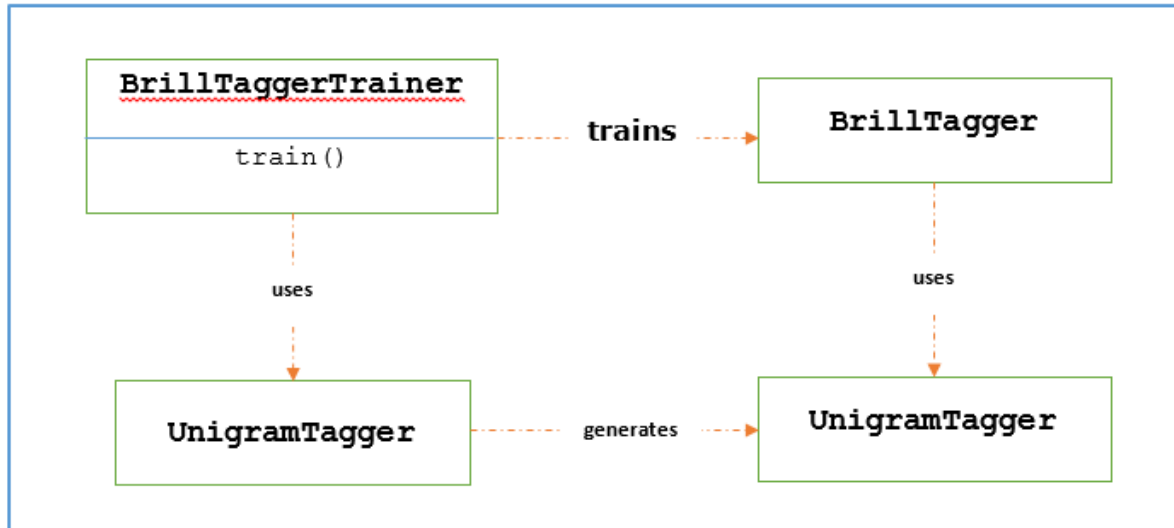 BrillTaggerTrainer
train()
trains
BrillTagger
uses
uses
UnigramTagger
generates
UnigramTagger